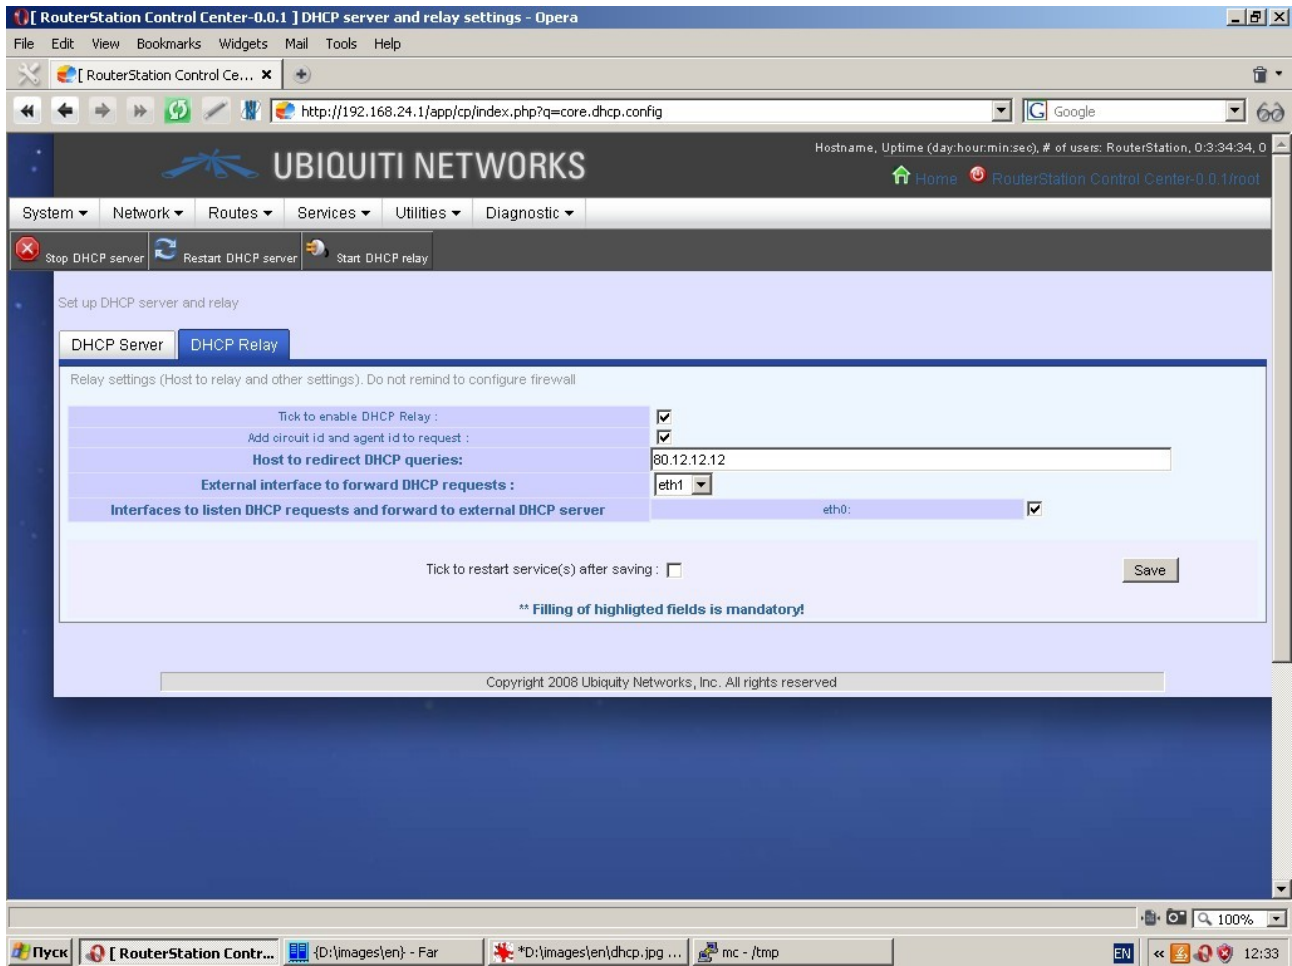 [ RouterStation Control Center-0.0.1 ] DHCP server and relay settings - Opera
File Edit View Bookmarks Widgets Mail Tools Help
[ RouterStation Control Ce...
http://192.168.24.1/app/cp/index.php?q=core.dhcp.config Google
Hostname, Uptime (day:hour:min:sec), # of users: RouterStation, 0:3:34:34, 0
UBIQUITI NETWORKS
Home RouterStation Control Center-0.0.1/root
System Network Routes Services Utilities Diagnostic
Stop DHCP server Restart DHCP server Start DHCP relay
Set up DHCP server and relay
DHCP Server DHCP Relay
Relay settings (Host to relay and other settings). Do not remind to configure firewall
Tick to enable DHCP Relay :
Add circuit id and agent id to request :
Host to redirect DHCP queries: 80.12.12.12
External interface to forward DHCP requests : eth1
Interfaces to listen DHCP requests and forward to external DHCP server eth0:
Tick to restart service(s) after saving : Save
** Filling of highligted fields is mandatory!
Copyright 2008 Ubiquity Networks, Inc. All rights reserved
100%
Пуск [ RouterStation Contr... {D:\images\en} - Far *D:\images\en\dhcp.jpg ... mc - /tmp EN « 12:33